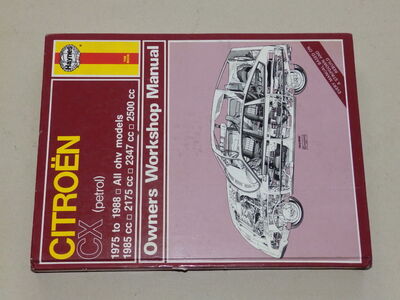 Haynes
CITROËN
CX (petrol)
1975 to 1988 □ All ohv models
1985 cc □ 2175 cc □ 2347 cc □ 2500 cc
Owners Workshop Manual